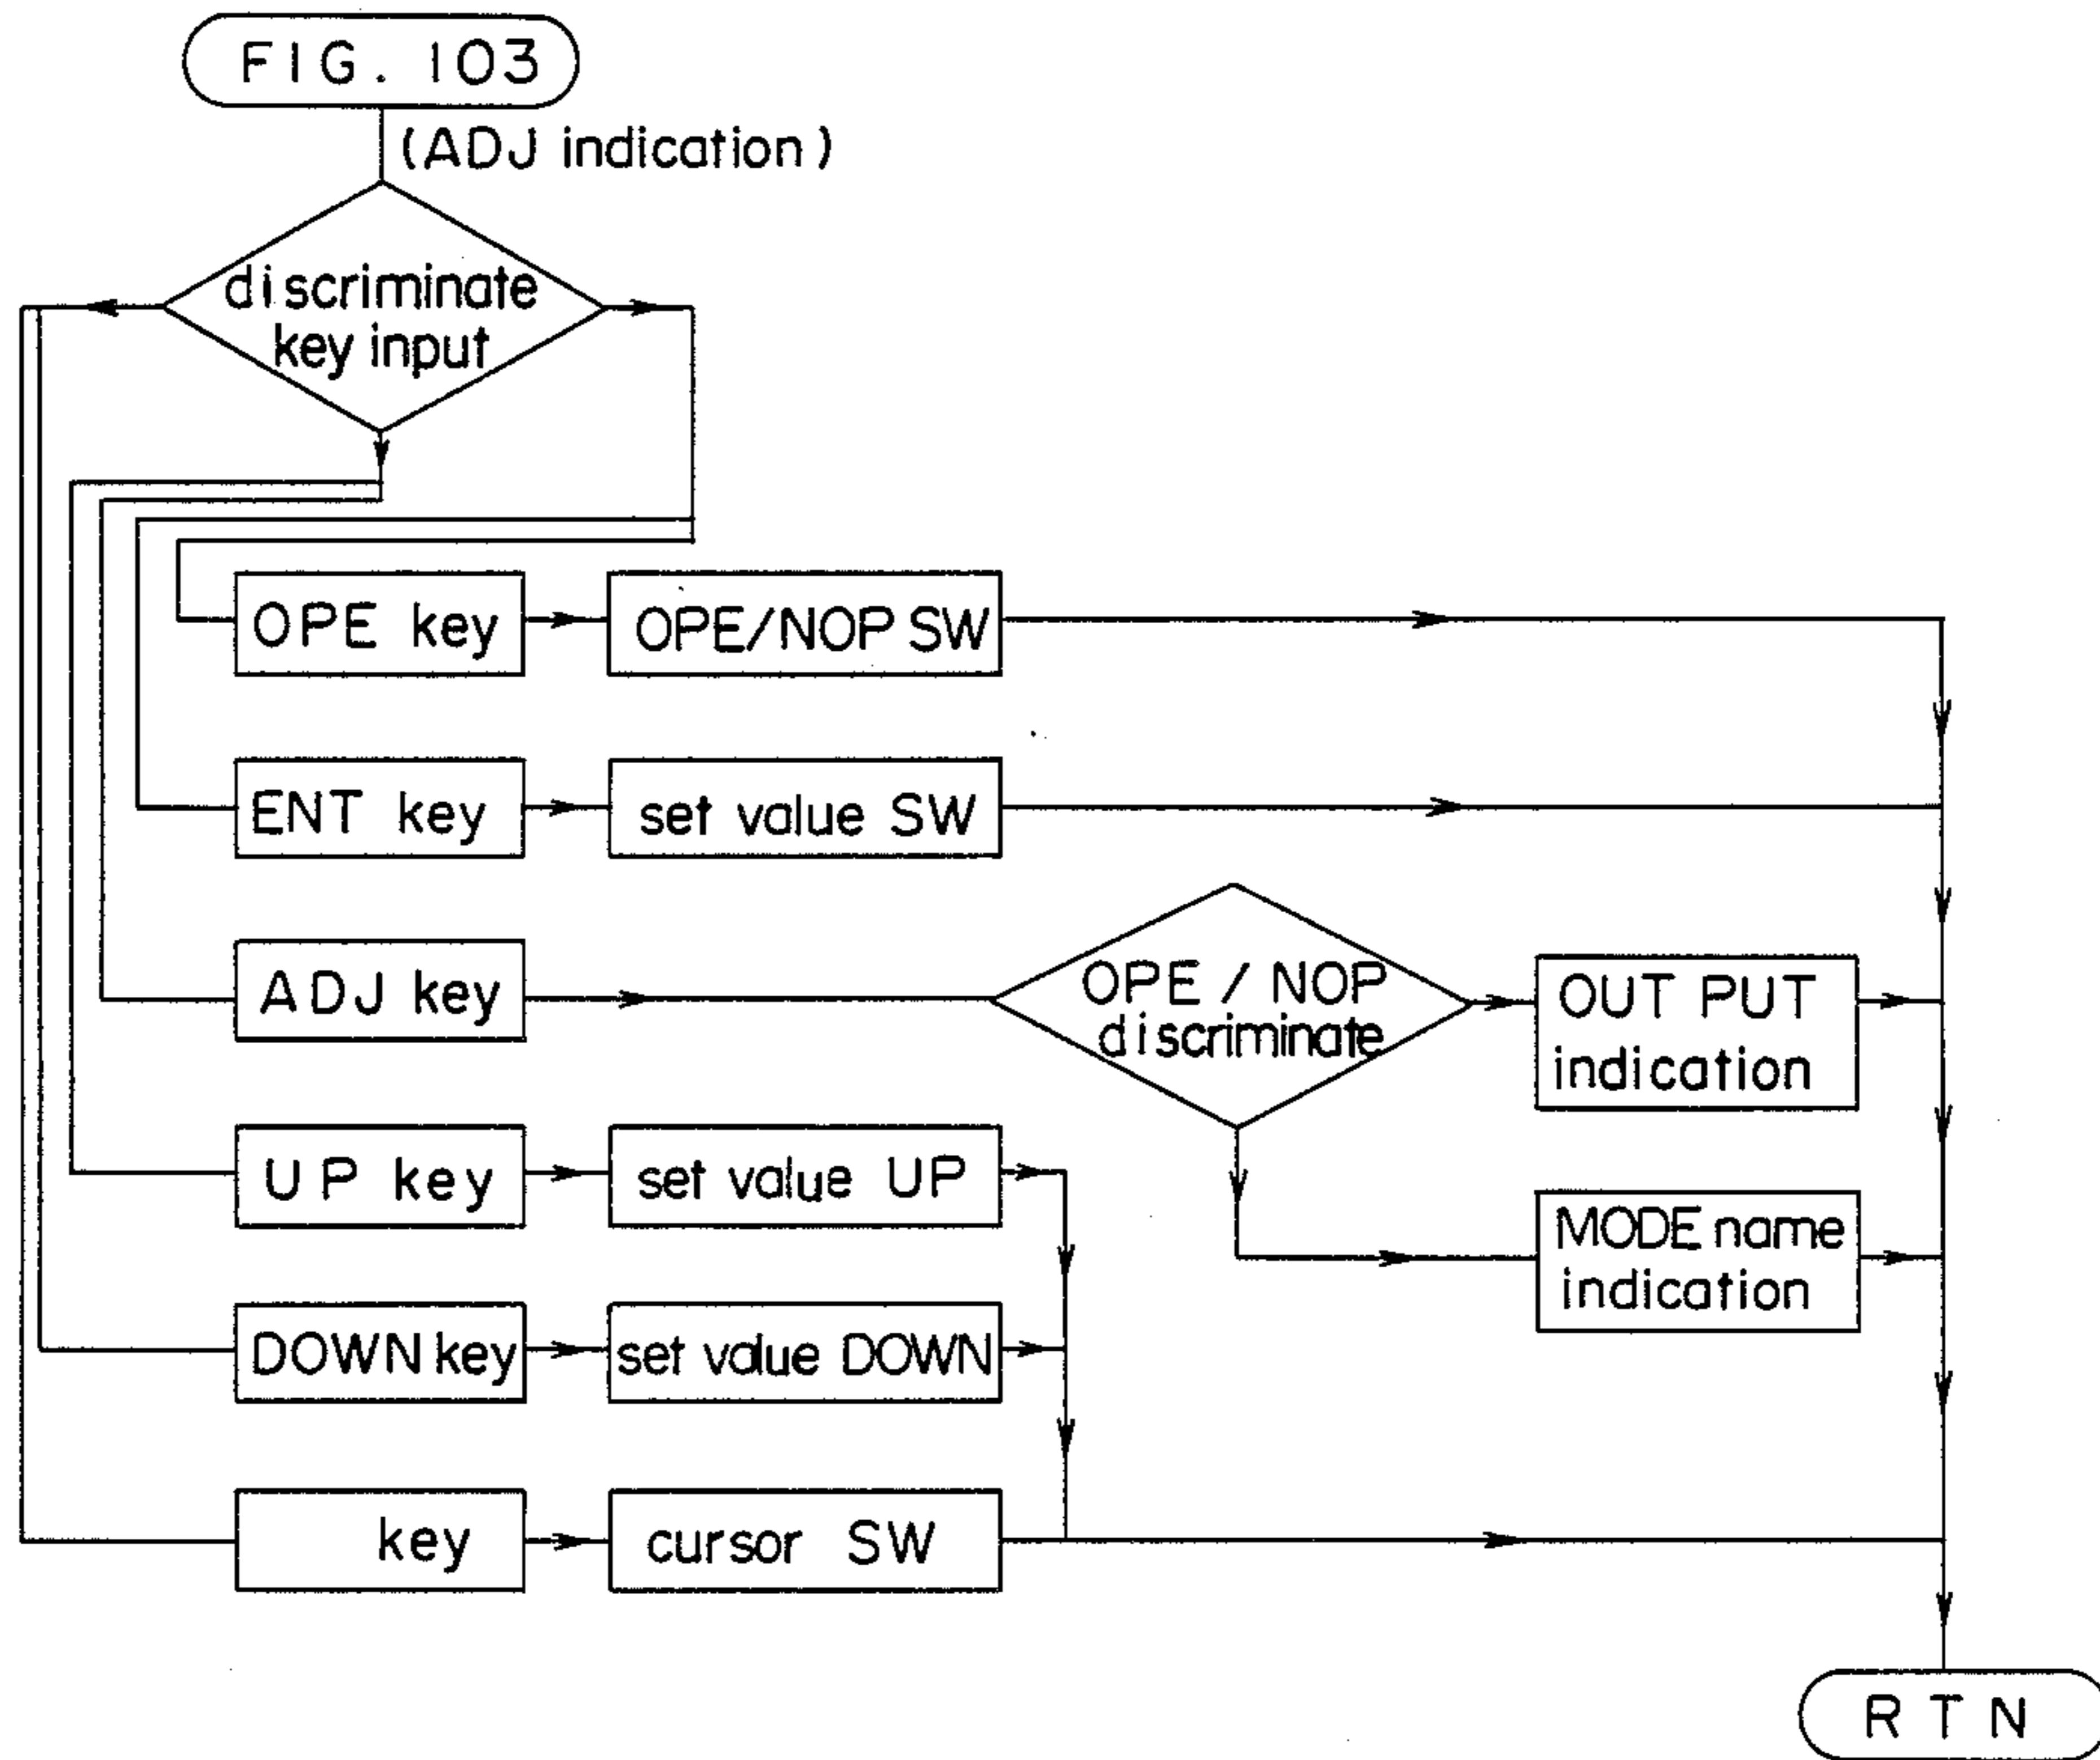 FIG. 103
(ADJ indication)
discriminate
key input
OPE key
OPE/NOP SW
ENT key
set value SW
ADJ key
OPE / NOP
discriminate
OUT PUT
indication
UP key
set value UP
MODE name
indication
DOWN key
set value DOWN
key
cursor SW
RTN